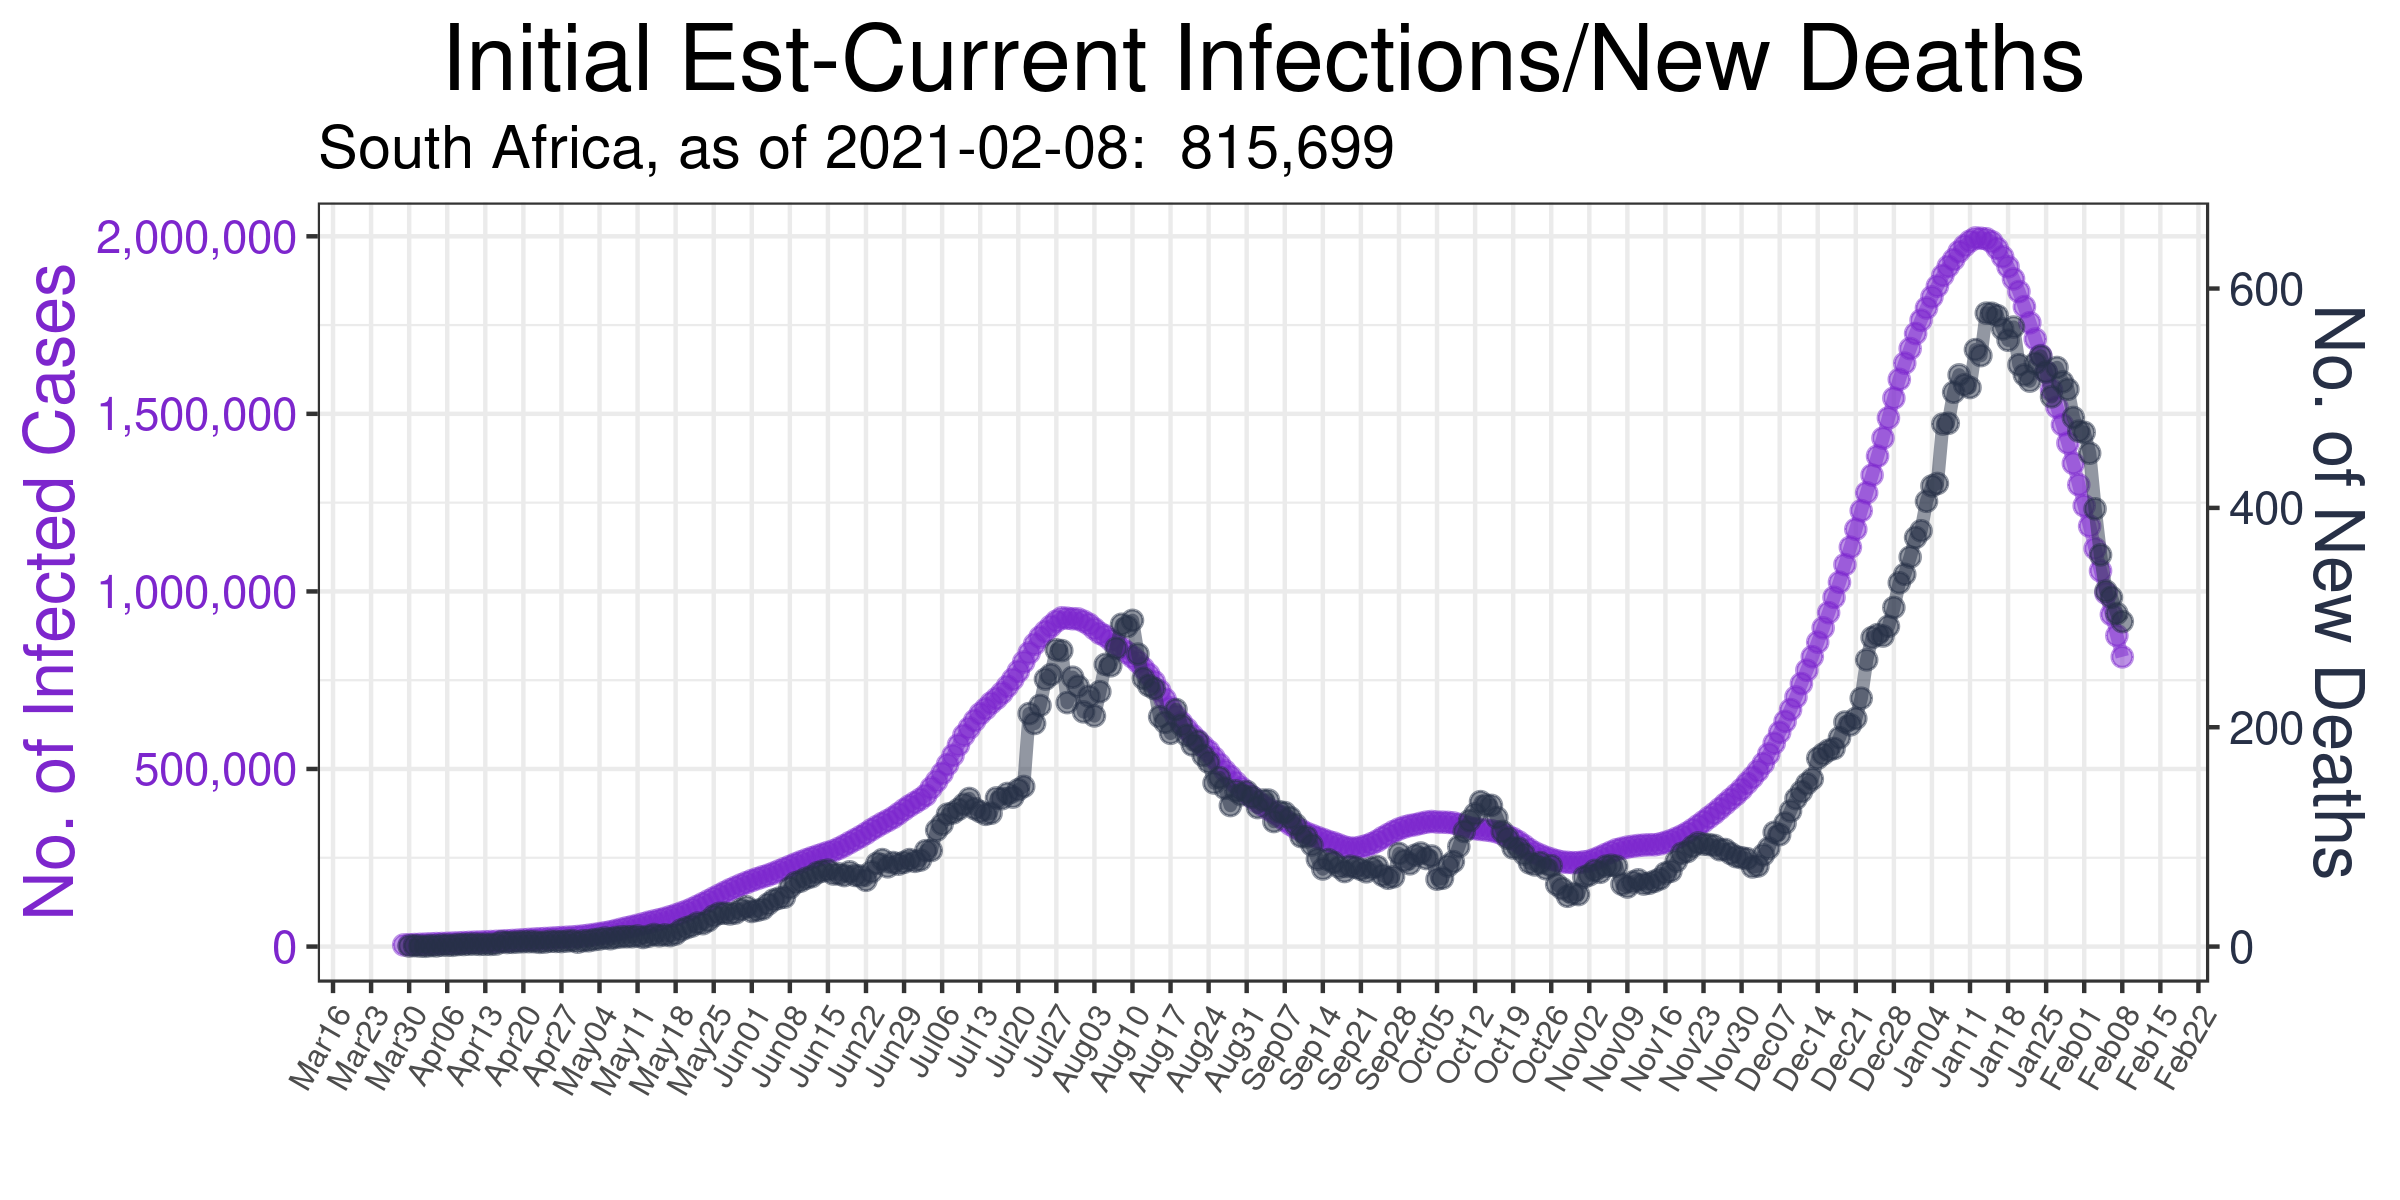 Initial Est-Current Infections/New Deaths
South Africa, as of 2021-02-08:  815,699
No. of Infected Cases
2,000,000
1,500,000
1,000,000
500,000
0
600
400
200
0
No. of New Deaths
Mar16
Mar23
Mar30
Apr06
Apr13
Apr20
Apr27
May04
May11
May18
May25
Jun01
Jun08
Jun15
Jun22
Jun29
Jul06
Jul13
Jul20
Jul27
Aug03
Aug10
Aug17
Aug24
Aug31
Sep07
Sep14
Sep21
Sep28
Oct05
Oct12
Oct19
Oct26
Nov02
Nov09
Nov16
Nov23
Nov30
Dec07
Dec14
Dec21
Dec28
Dec04
Jan11
Jan18
Jan25
Feb01
Feb08
Feb15
Feb22